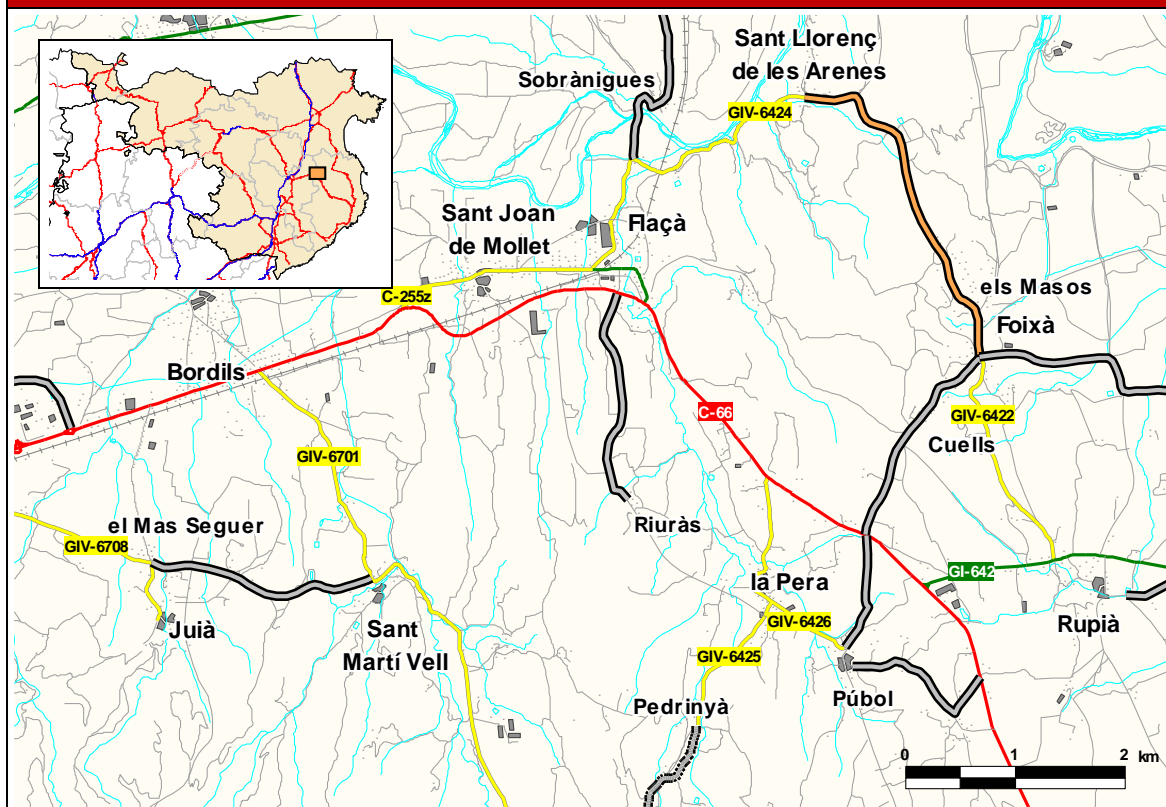 Sant Llorenç
de les Arenes
Sobrànigues
GIV-6424
Sant Joan
de Mollet
Flaçà
C-255z
els Masos
Foixà
Bordils
C-66
GIV-6422
Cuells
GIV-6701
el Mas Seguer
Riuràs
GIV-6708
GI-642
la Pera
GIV-6426
Juià
Sant
Martí Vell
Rupià
GIV-6425
Púbol
Pedrinyà
0 1 2 km